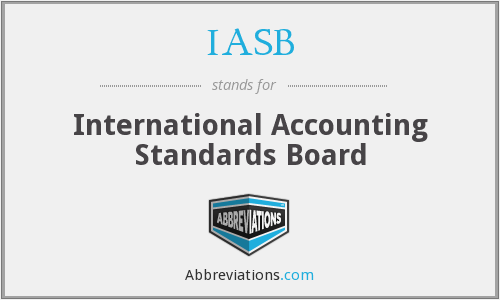 IASB
stands for
International Accounting
Standards Board
ABBREVIATIONS
Abbreviations.com